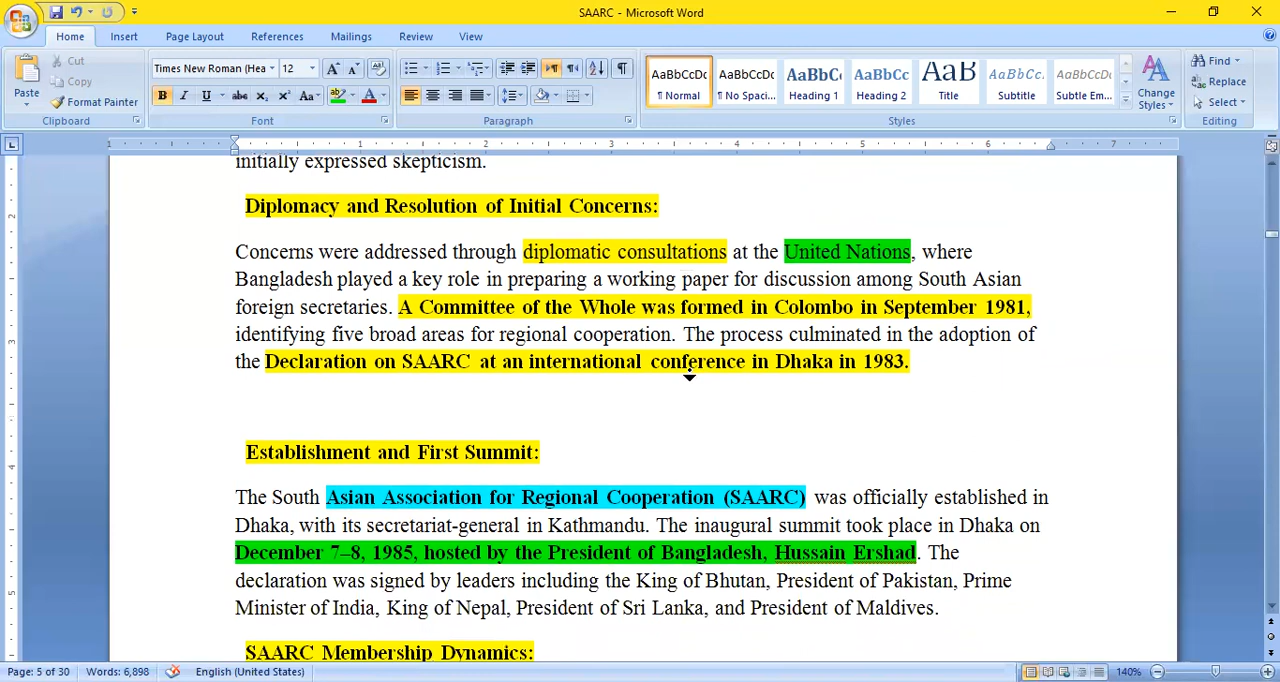 SAARC - Microsoft Word
Home Insert Page Layout References Mailings Review View
Paste
Cut
Copy
Format Painter
Clipboard
Times New Roman (Hea 12
Font
Paragraph
AaBbCcDc AaBbCcDc AaBbC AaBbCc AaB AaBbCc. AaBbCcDc
¶ Normal ¶ No Spaci... Heading 1 Heading 2 Title Subtitle Subtle Em...
Change Styles
Styles
Find
Replace
Select
Editing
1 1 2 3 4 5 6 7
initially expressed skepticism.
Diplomacy and Resolution of Initial Concerns:
Concerns were addressed through diplomatic consultations at the United Nations, where
Bangladesh played a key role in preparing a working paper for discussion among South Asian
foreign secretaries. A Committee of the Whole was formed in Colombo in September 1981,
identifying five broad areas for regional cooperation. The process culminated in the adoption of
the Declaration on SAARC at an international conference in Dhaka in 1983.
Establishment and First Summit:
The South Asian Association for Regional Cooperation (SAARC) was officially established in
Dhaka, with its secretariat-general in Kathmandu. The inaugural summit took place in Dhaka on
December 7–8, 1985, hosted by the President of Bangladesh, Hussain Ershad. The
declaration was signed by leaders including the King of Bhutan, President of Pakistan, Prime
Minister of India, King of Nepal, President of Sri Lanka, and President of Maldives.
SAARC Membership Dynamics:
Page: 5 of 30 Words: 6,898 English (United States) 140%